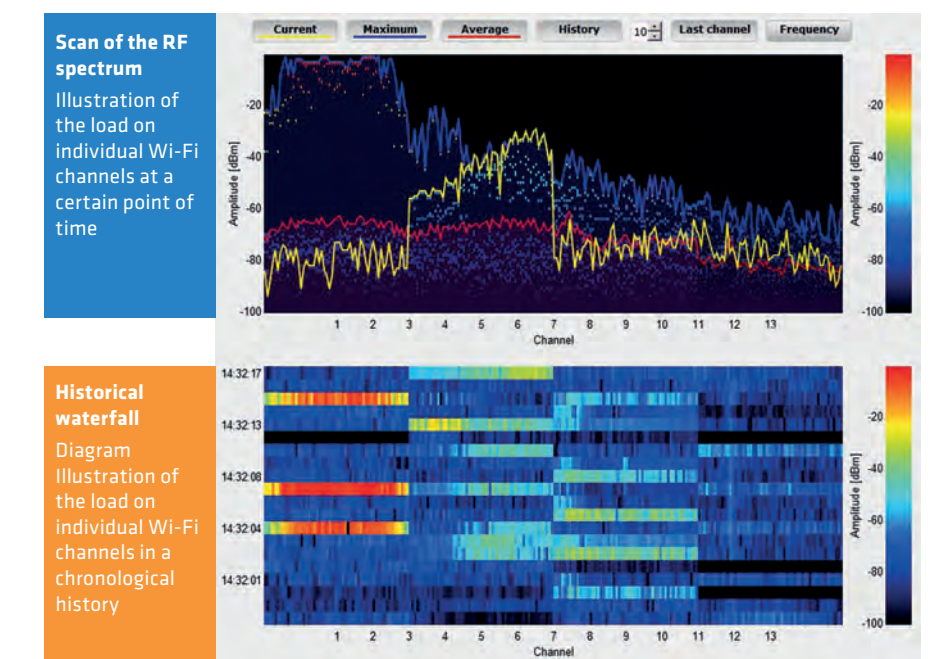 Scan of the RF
spectrum
Illustration of
the load on
individual Wi-Fi
channels at a
certain point of
time
Current Maximum Average History 10 Last channel Frequency
Amplitude [dBm]
-20
-40
-60
-80
-100
1 2 3 4 5 6 7 8 9 10 11 12 13
Channel
-20
-40
-60
-80
-100
Amplitude [dBm]
Historical
waterfall
Diagram
Illustration of
the load on
individual Wi-Fi
channels in a
chronological
history
14:32:17
14:32:13
14:32:08
14:32:04
14:32:01
1 2 3 4 5 6 7 8 9 10 11 12 13
Channel
-20
-40
-60
-80
-100
Amplitude [dBm]